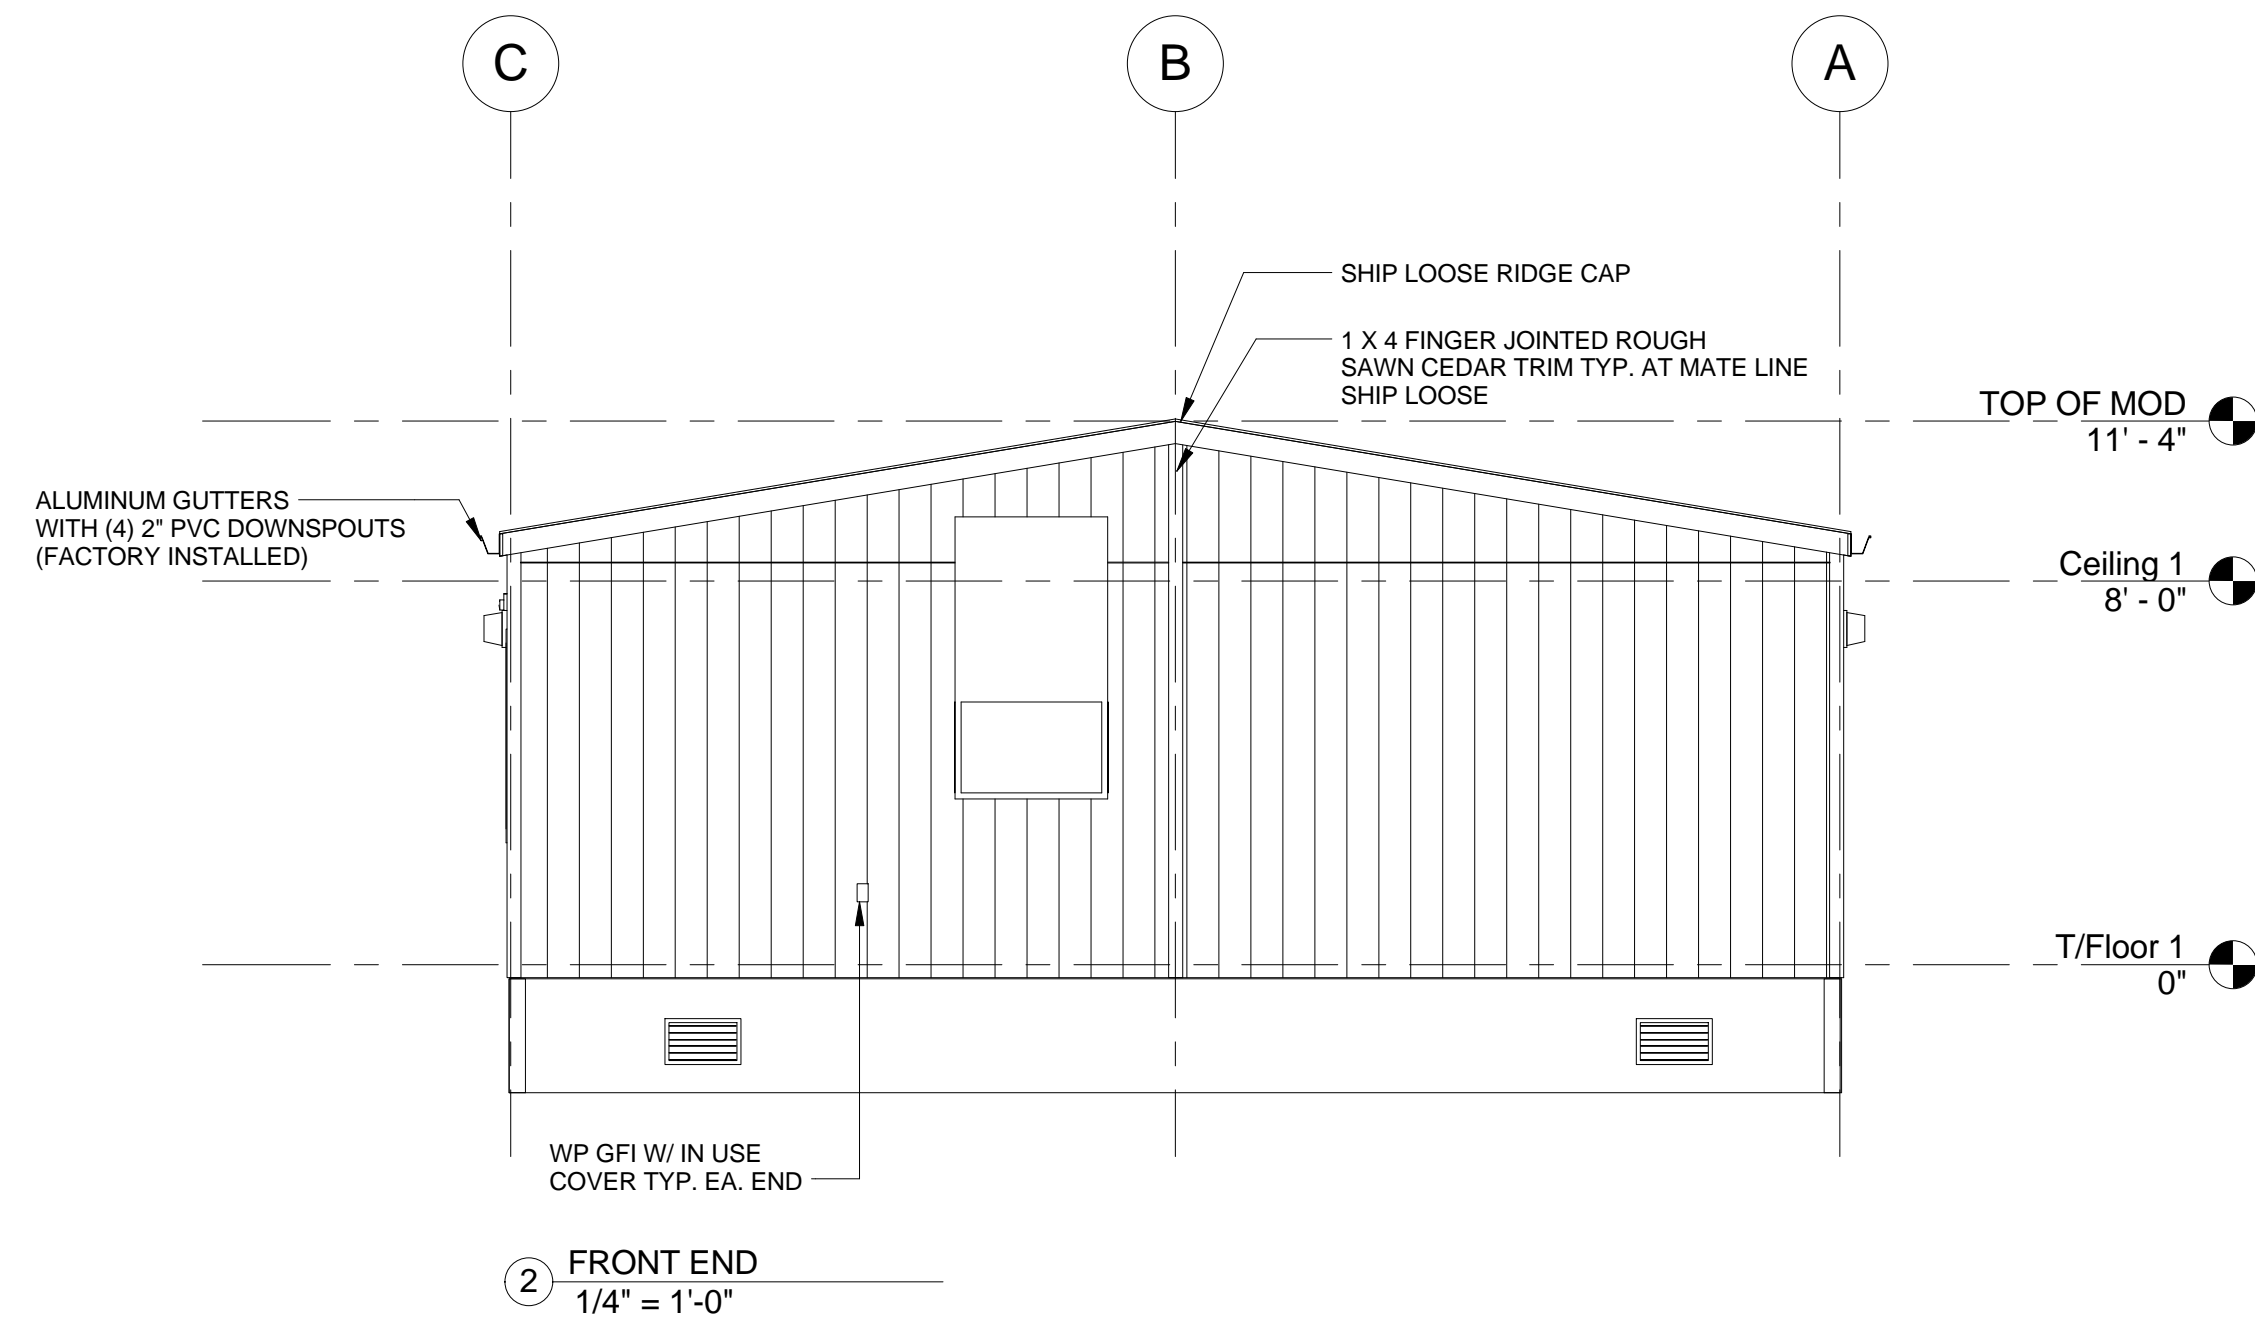 C
B
A
SHIP LOOSE RIDGE CAP
1 X 4 FINGER JOINTED ROUGH
SAWN CEDAR TRIM TYP. AT MATE LINE
SHIP LOOSE
TOP OF MOD
11' - 4"
ALUMINUM GUTTERS
WITH (4) 2" PVC DOWNSPOUTS
(FACTORY INSTALLED)
Ceiling 1
8' - 0"
T/Floor 1
0"
WP GFI W/ IN USE
COVER TYP. EA. END
2
FRONT END
1/4" = 1'-0"